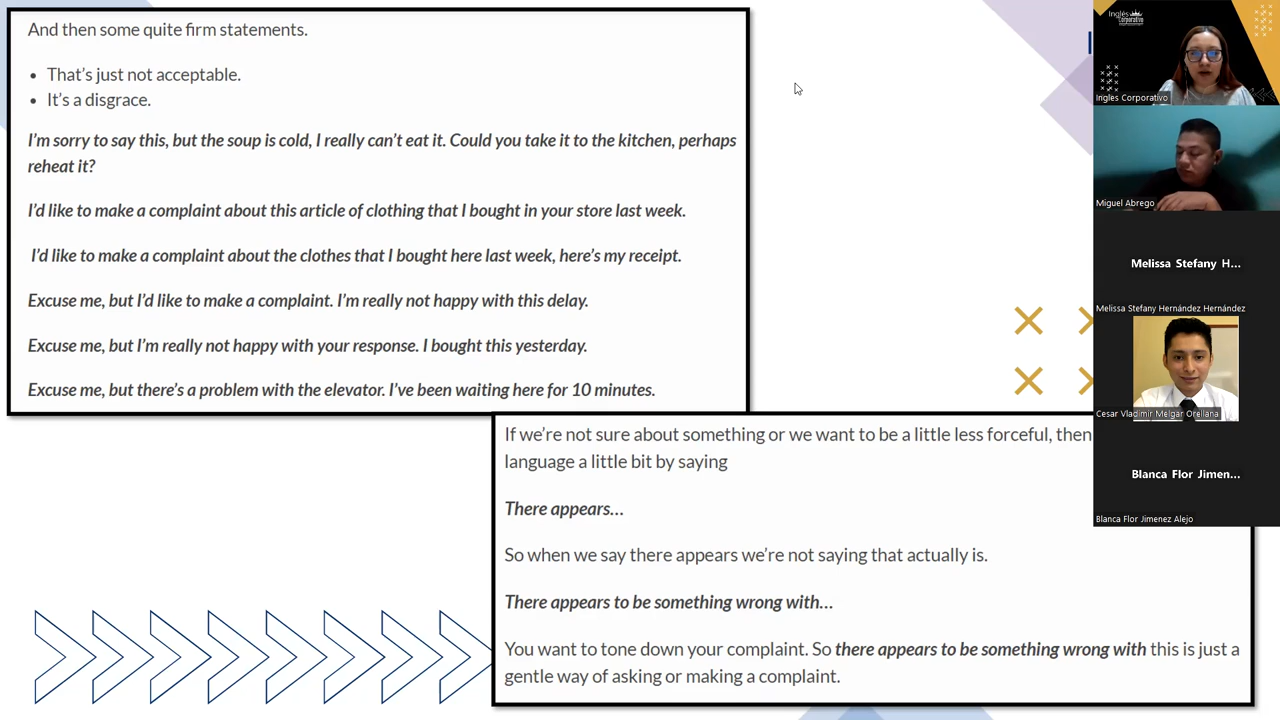 And then some quite firm statements.
• That's just not acceptable.
• It's a disgrace.
I'm sorry to say this, but the soup is cold, I really can't eat it. Could you take it to the kitchen, perhaps
reheat it?
I'd like to make a complaint about this article of clothing that I bought in your store last week.
I'd like to make a complaint about the clothes that I bought here last week, here's my receipt.
Excuse me, but I'd like to make a complaint. I'm really not happy with this delay.
Excuse me, but I'm really not happy with your response. I bought this yesterday.
Excuse me, but there's a problem with the elevator. I've been waiting here for 10 minutes.
If we're not sure about something or we want to be a little less forceful, then
language a little bit by saying
There appears...
So when we say there appears we're not saying that actually is.
There appears to be something wrong with...
You want to tone down your complaint. So there appears to be something wrong with this is just a
gentle way of asking or making a complaint.
Inglés
Corporativo
Ingles Corporativo
Miguel Abrego
Melissa Stefany H...
Melissa Stefany Hernández Hernández
Cesar Vladimir Melgar Orellana
Blanca Flor Jimen...
Blanca Flor Jimenez Alejo